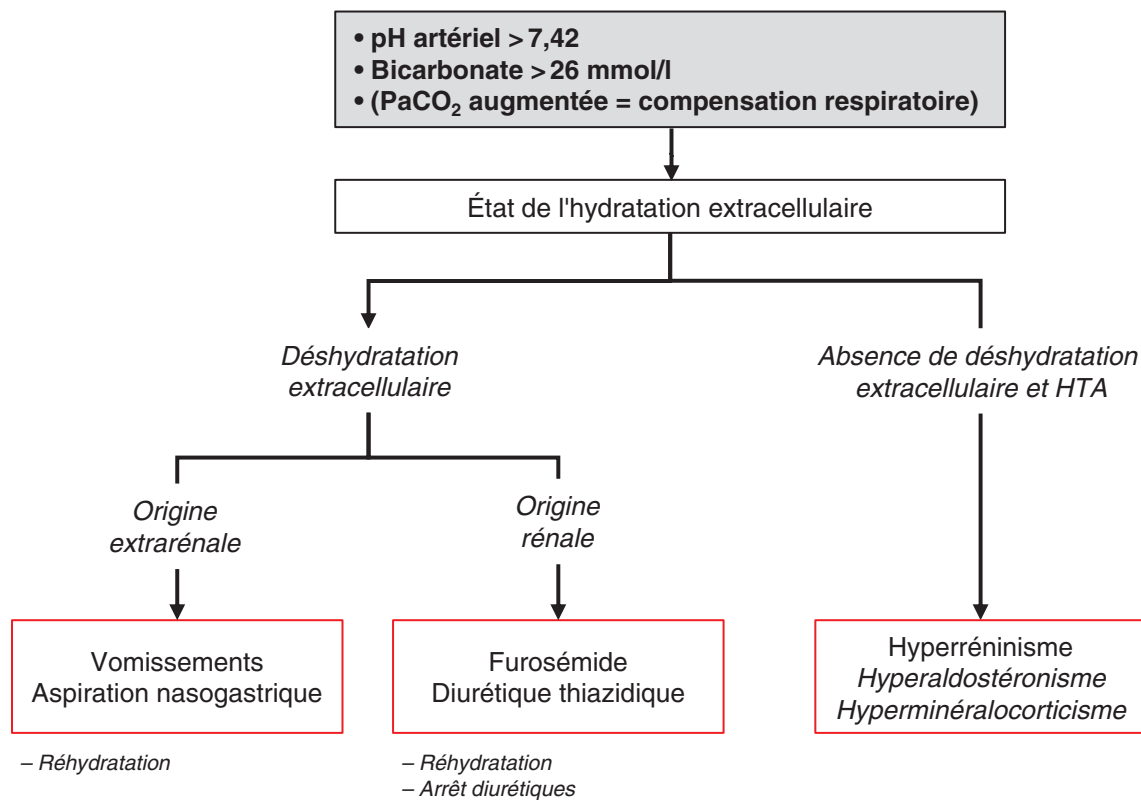 • pH artériel > 7,42
• Bicarbonate > 26 mmol/l
• (PaCO₂ augmentée = compensation respiratoire)
État de l'hydratation extracellulaire
Déshydratation
extracellulaire
Absence de déshydratation
extracellulaire et HTA
Origine
extrarénale
Origine
rénale
Vomissements
Aspiration nasogastrique
Furosémide
Diurétique thiazidique
Hyperréninisme
Hyperaldostéronisme
Hyperminéralocorticisme
– Réhydratation
– Réhydratation
– Arrêt diurétiques